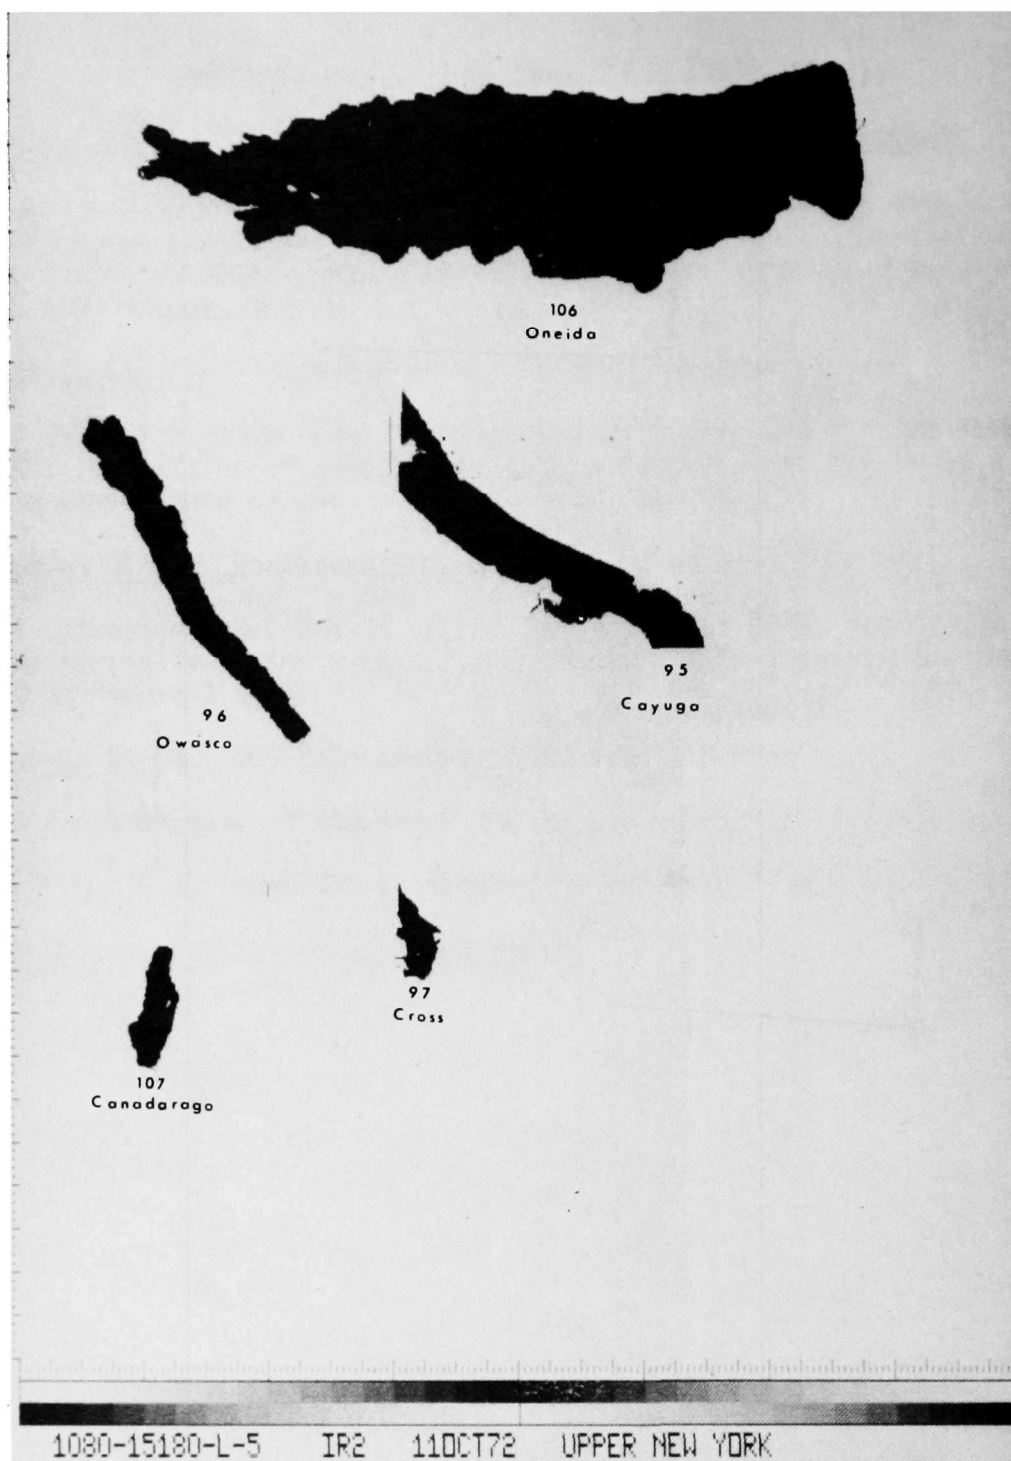 106
Oneida
95
Cayuga
96
Owasco
97
Cross
107
Canadarago
1080-15180-L-5 IR2 11OCT72 UPPER NEW YORK